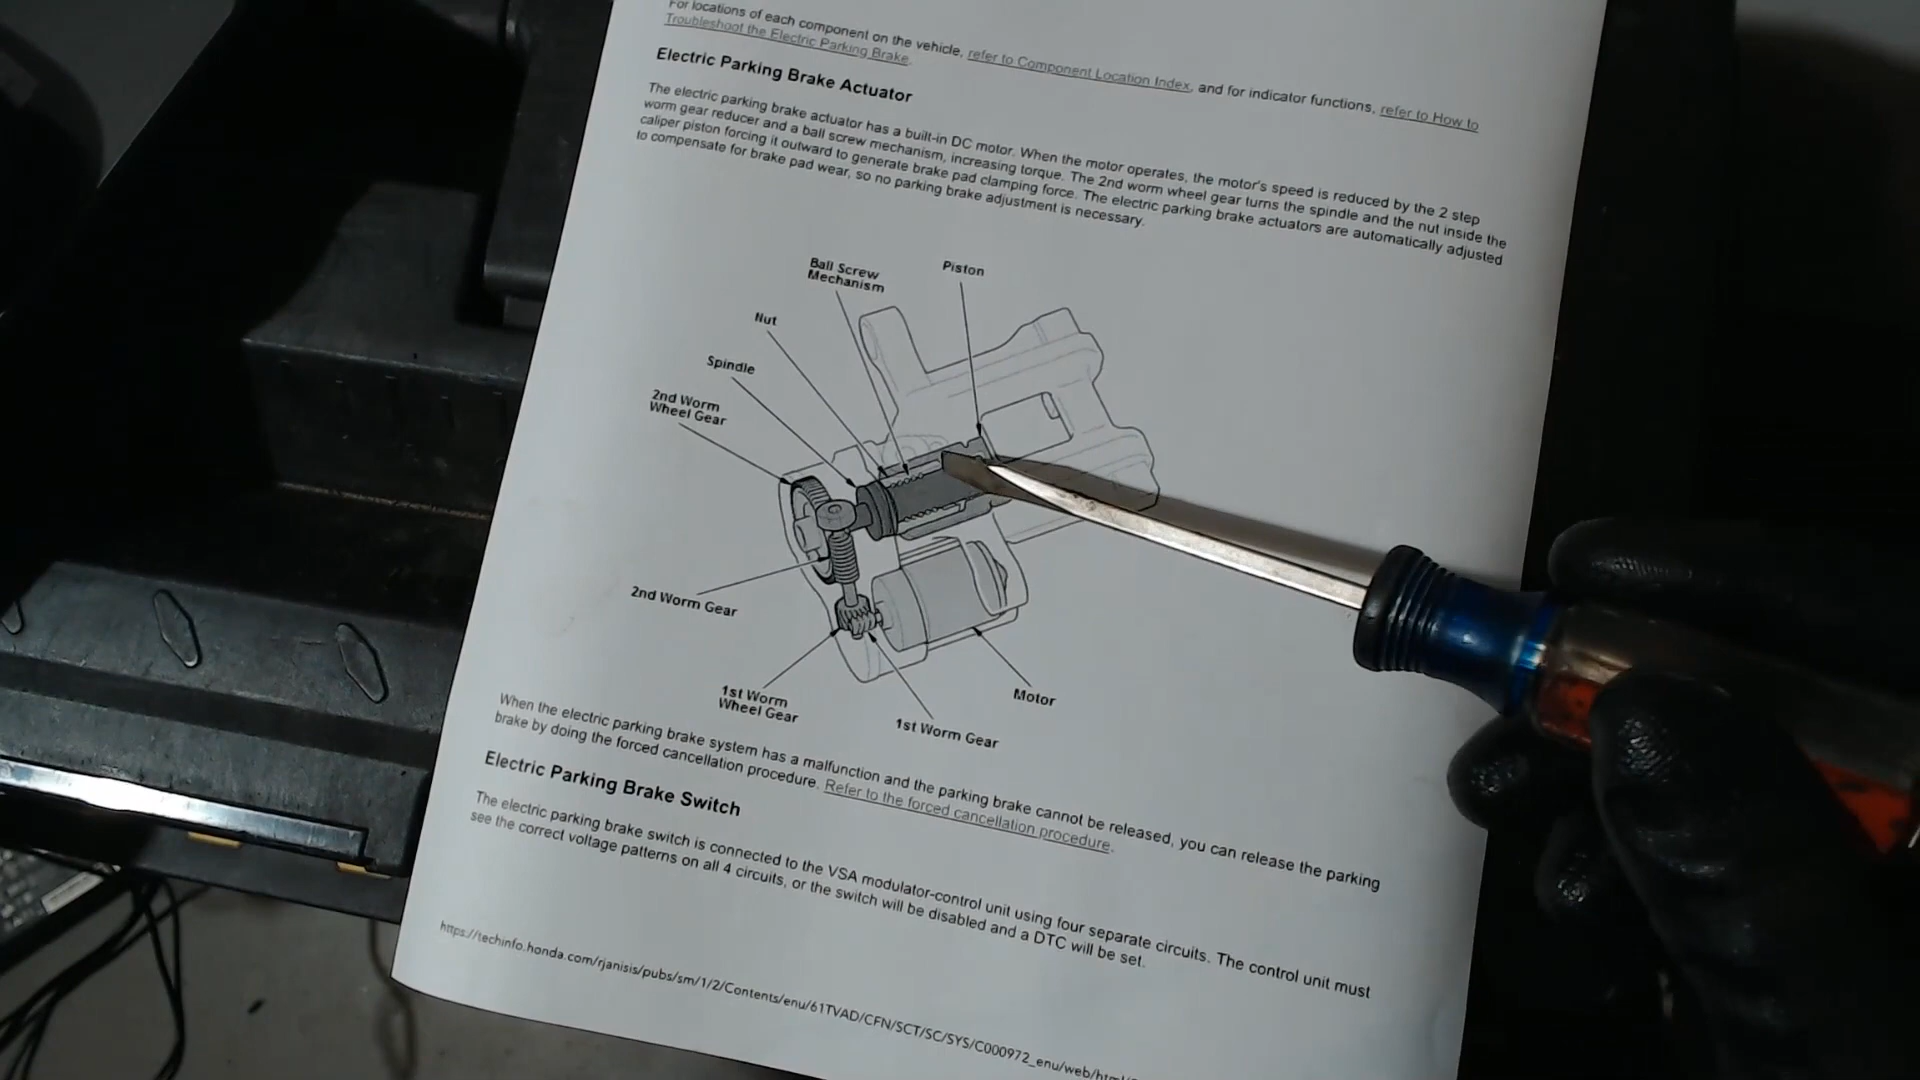 For locations of each component on the vehicle, refer to Component Location Index, and for indicator functions, refer to How to
Troubleshoot the Electric Parking Brake.
Electric Parking Brake Actuator
The electric parking brake actuator has a built-in DC motor. When the motor operates, the motor's speed is reduced by the 2 step
worm gear reducer and a ball screw mechanism, increasing torque. The 2nd worm wheel gear turns the spindle and the nut inside the
caliper piston forcing it outward to generate brake pad clamping force. The electric parking brake actuators are automatically adjusted
to compensate for brake pad wear, so no parking brake adjustment is necessary.
Ball Screw
Mechanism
Piston
Nut
Spindle
2nd Worm
Wheel Gear
2nd Worm Gear
1st Worm
Wheel Gear
1st Worm Gear
Motor
When the electric parking brake system has a malfunction and the parking brake cannot be released, you can release the parking
brake by doing the forced cancellation procedure. Refer to the forced cancellation procedure.
Electric Parking Brake Switch
The electric parking brake switch is connected to the VSA modulator-control unit using four separate circuits. The control unit must
see the correct voltage patterns on all 4 circuits, or the switch will be disabled and a DTC will be set.
https://techinfo.honda.com/rjanisis/pubs/sm/1/2/Contents/enu/61TVAD/CFN/SCT/SC/SYS/C000972_enu/web/html/